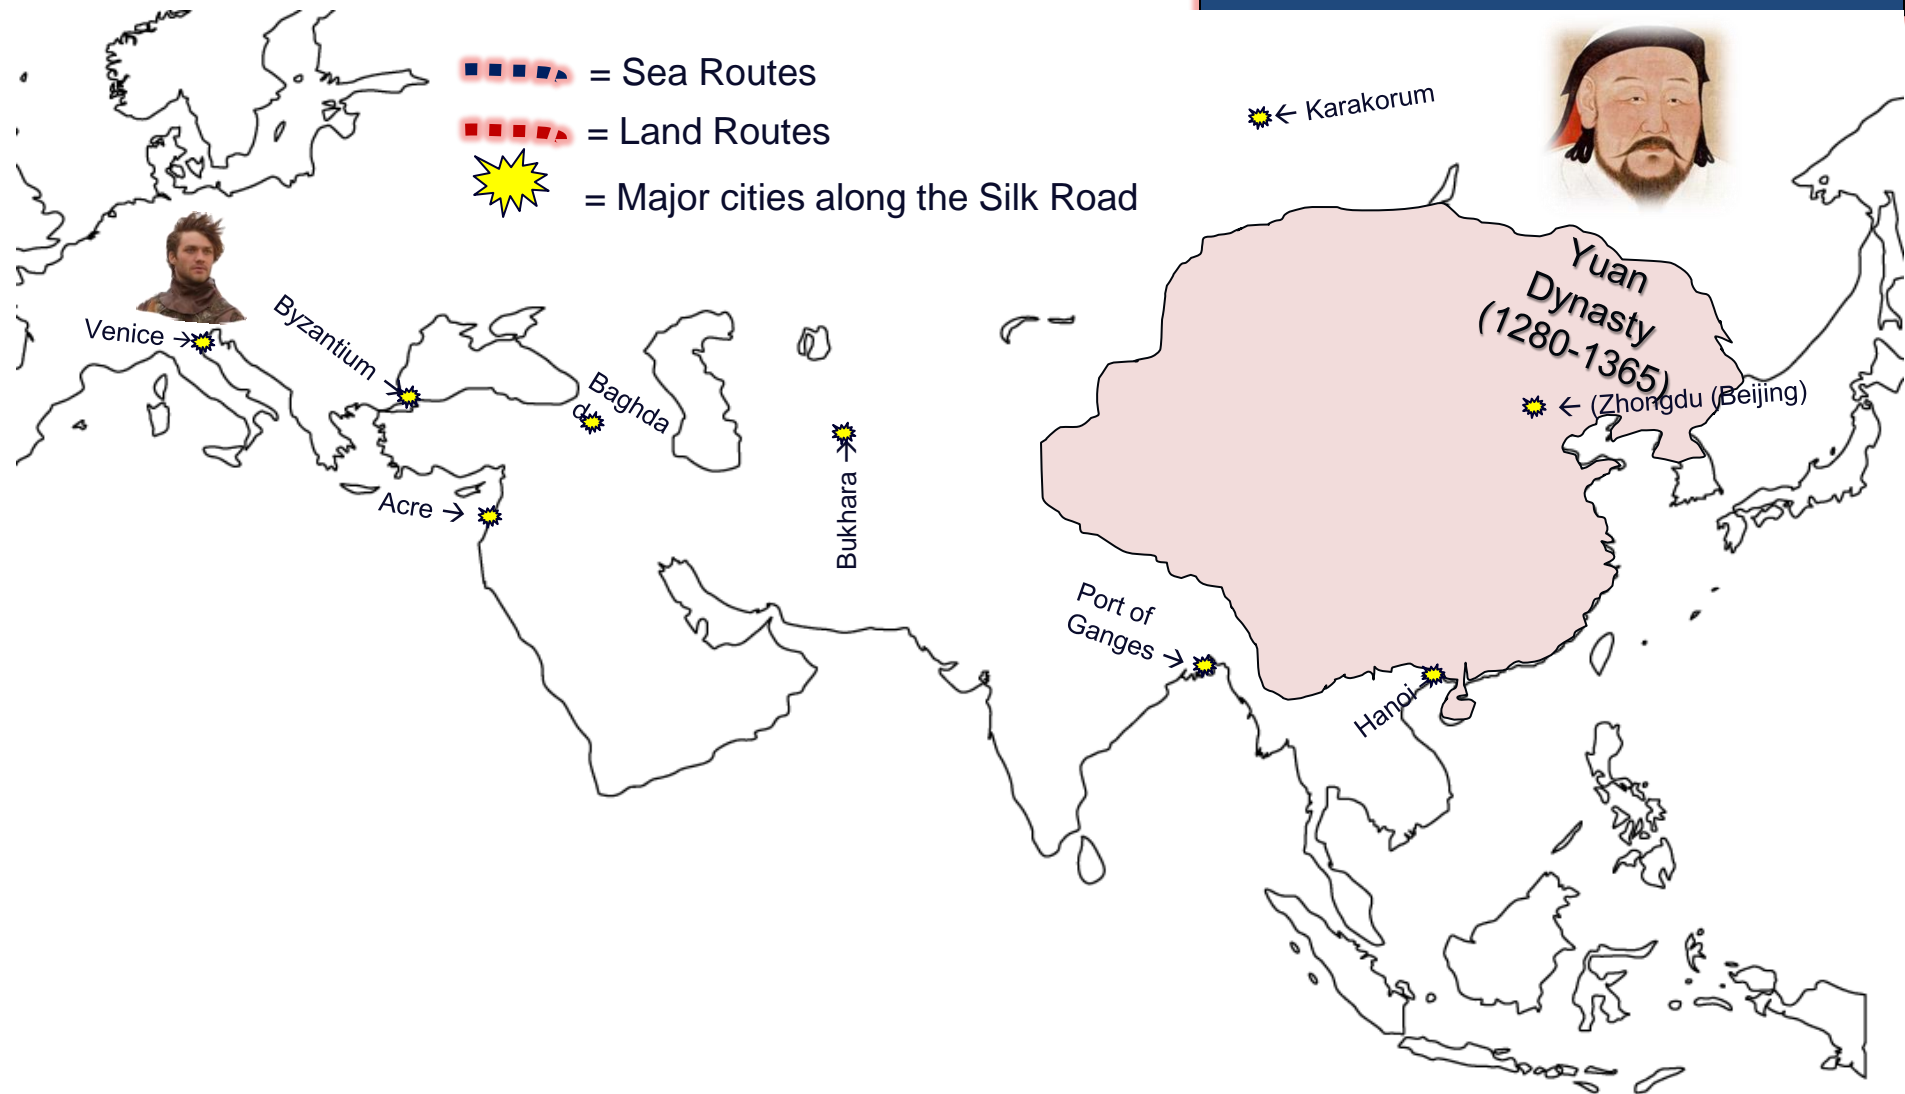 = Sea Routes
= Land Routes
= Major cities along the Silk Road
← Karakorum
Yuan
Dynasty
(1280-1365)
← (Zhongdu (Beijing)
Venice →
Byzantium →
Baghda
d
Acre →
Bukhara →
Port of
Ganges →
Hanoi